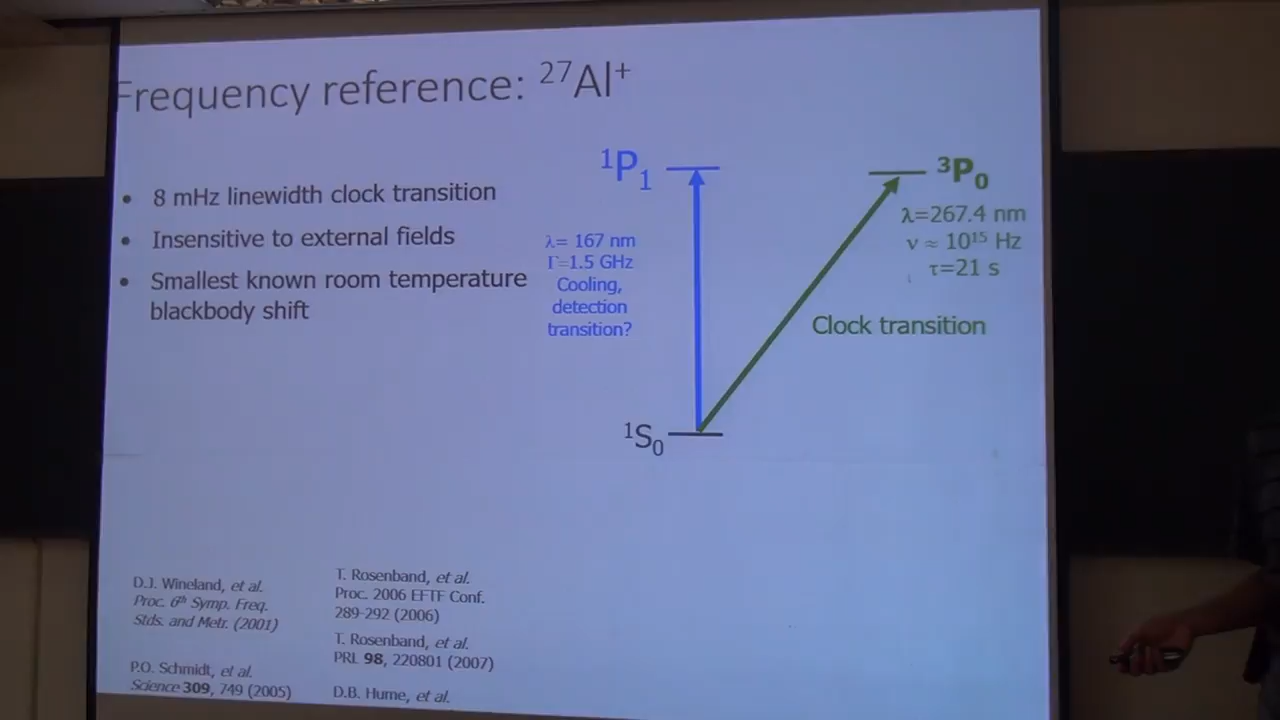 Frequency reference: ²⁷Al⁺
• 8 mHz linewidth clock transition
• Insensitive to external fields
• Smallest known room temperature
blackbody shift
¹P₁
λ= 167 nm
Γ=1.5 GHz
Cooling,
detection
transition?
³P₀
λ=267.4 nm
ν ≈ 10¹⁵ Hz
τ=21 s
Clock transition
¹S₀
D.J. Wineland, et al.
Proc. 6ᵗʰ Symp. Freq.
Stds. and Metr. (2001)
P.O. Schmidt, et al.
Science 309, 749 (2005)
T. Rosenband, et al.
Proc. 2006 EFTF Conf.
289-292 (2006)
T. Rosenband, et al.
PRL 98, 220801 (2007)
D.B. Hume, et al.